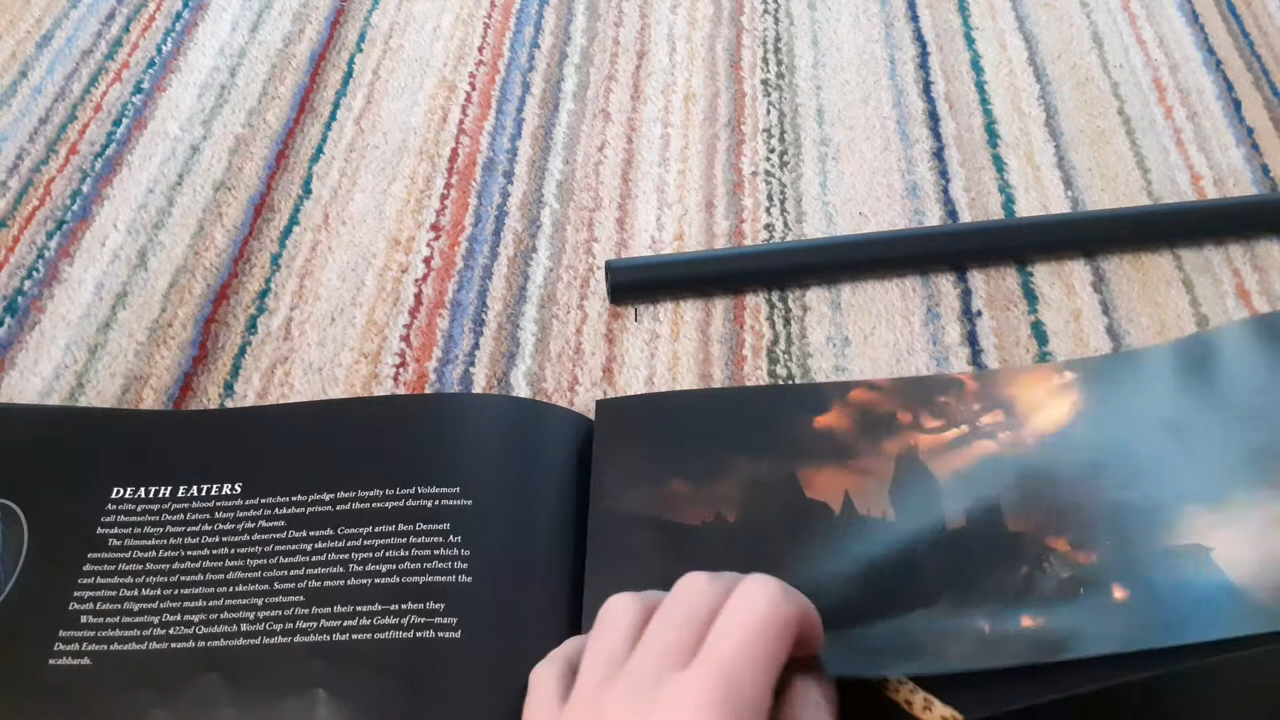 DEATH EATERS
An elite group of pure-blood wizards and witches who pledge their loyalty to Lord Voldemort
call themselves Death Eaters. Many landed in Azkaban prison, and then escaped during a massive
breakout in Harry Potter and the Order of the Phoenix.
The filmmakers felt that Dark wizards deserved Dark wands. Concept artist Ben Dennett
envisioned Death Eater's wands with a variety of menacing skeletal and serpentine features. Art
director Hattie Storey drafted three basic types of handles and three types of sticks from which to
cast hundreds of styles of wands from different colors and materials. The designs often reflect the
serpentine Dark Mark or a variation on a skeleton. Some of the more showy wands complement the
Death Eaters filigreed silver masks and menacing costumes.
When not incanting Dark magic or shooting spears of fire from their wands—as when they
terrorize celebrants of the 422nd Quidditch World Cup in Harry Potter and the Goblet of Fire—many
Death Eaters sheathed their wands in embroidered leather doublets that were outfitted with wand
scabbards.